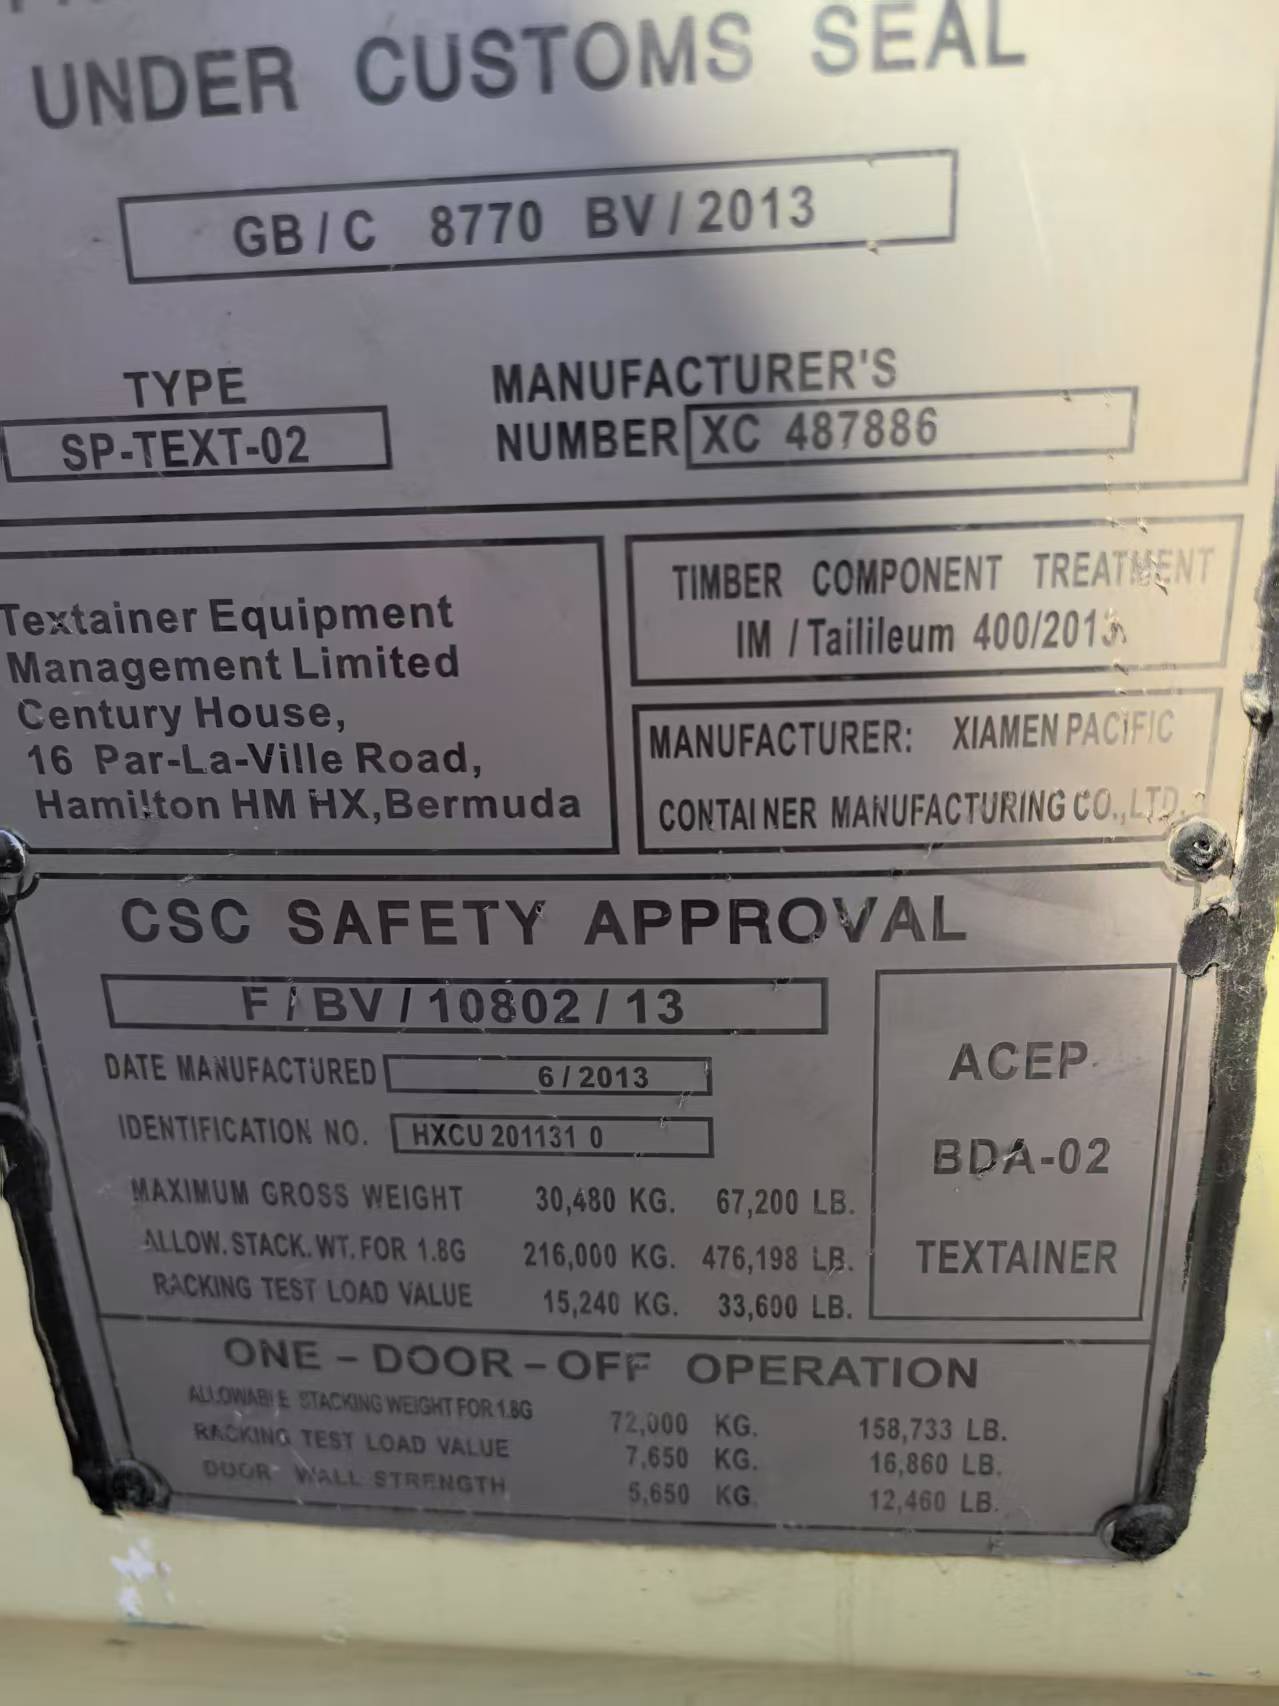 UNDER CUSTOMS SEAL
GB/C 8770 BV/2013
TYPE
SP-TEXT-02
MANUFACTURER'S
NUMBER XC 487886
Textainer Equipment
Management Limited
Century House,
16 Par-La-Ville Road,
Hamilton HM HX, Bermuda
TIMBER COMPONENT TREATMENT
IM / Tailileum 400/2013
MANUFACTURER: XIAMEN PACIFIC
CONTAINER MANUFACTURING CO.,LTD.
CSC SAFETY APPROVAL
F/BV/10802/13
DATE MANUFACTURED 6/2013
IDENTIFICATION NO. HXCU 201131 0
MAXIMUM GROSS WEIGHT 30,480 KG. 67,200 LB.
ALLOW. STACK. WT. FOR 1.8G 216,000 KG. 476,198 LB.
RACKING TEST LOAD VALUE 15,240 KG. 33,600 LB.
ACEP
BDA-02
TEXTAINER
ONE-DOOR-OFF OPERATION
ALLOWABLE STACKING WEIGHT FOR 1.8G 72,000 KG. 158,733 LB.
RACKING TEST LOAD VALUE 7,650 KG. 16,860 LB.
DOOR WALL STRENGTH 5,650 KG. 12,460 LB.